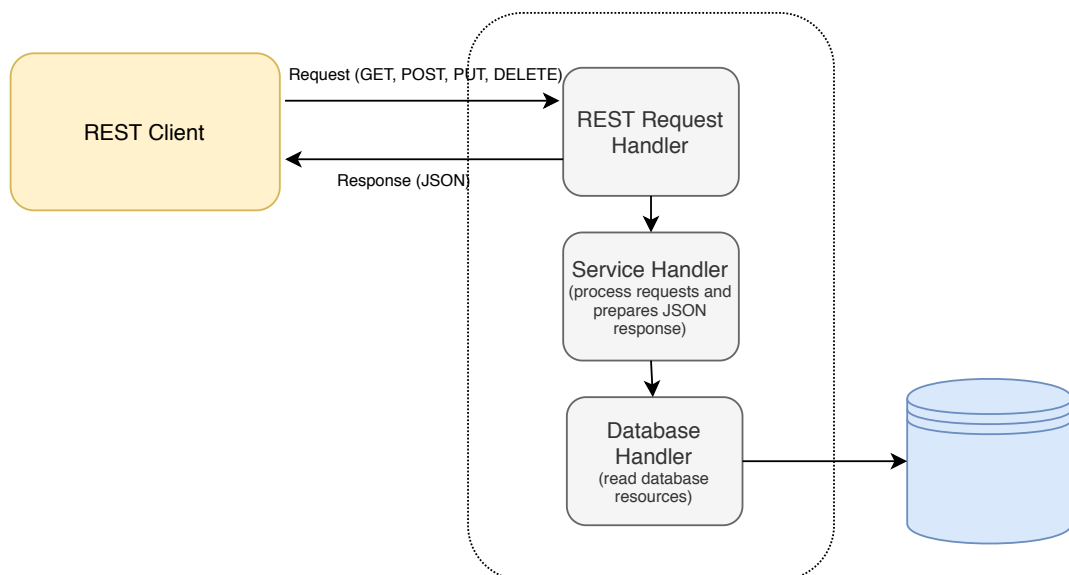 Request (GET, POST, PUT, DELETE)
REST Client
REST Request
Handler
Response (JSON)
Service Handler
(process requests and
prepares JSON
response)
Database
Handler
(read database
resources)